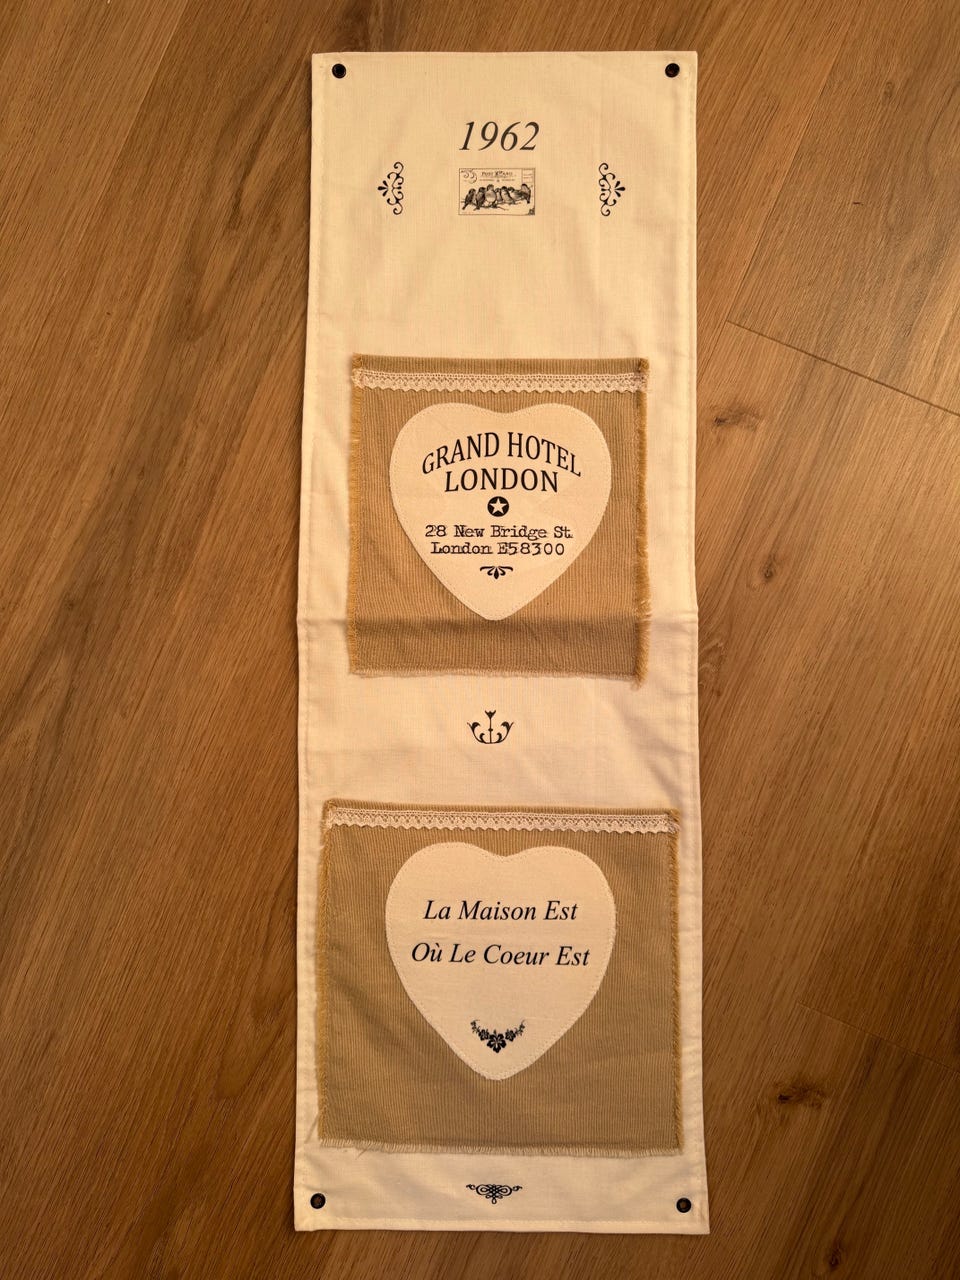 1962
GRAND HOTEL
LONDON
28 New Bridge St.
London E58300
La Maison Est
Où Le Coeur Est